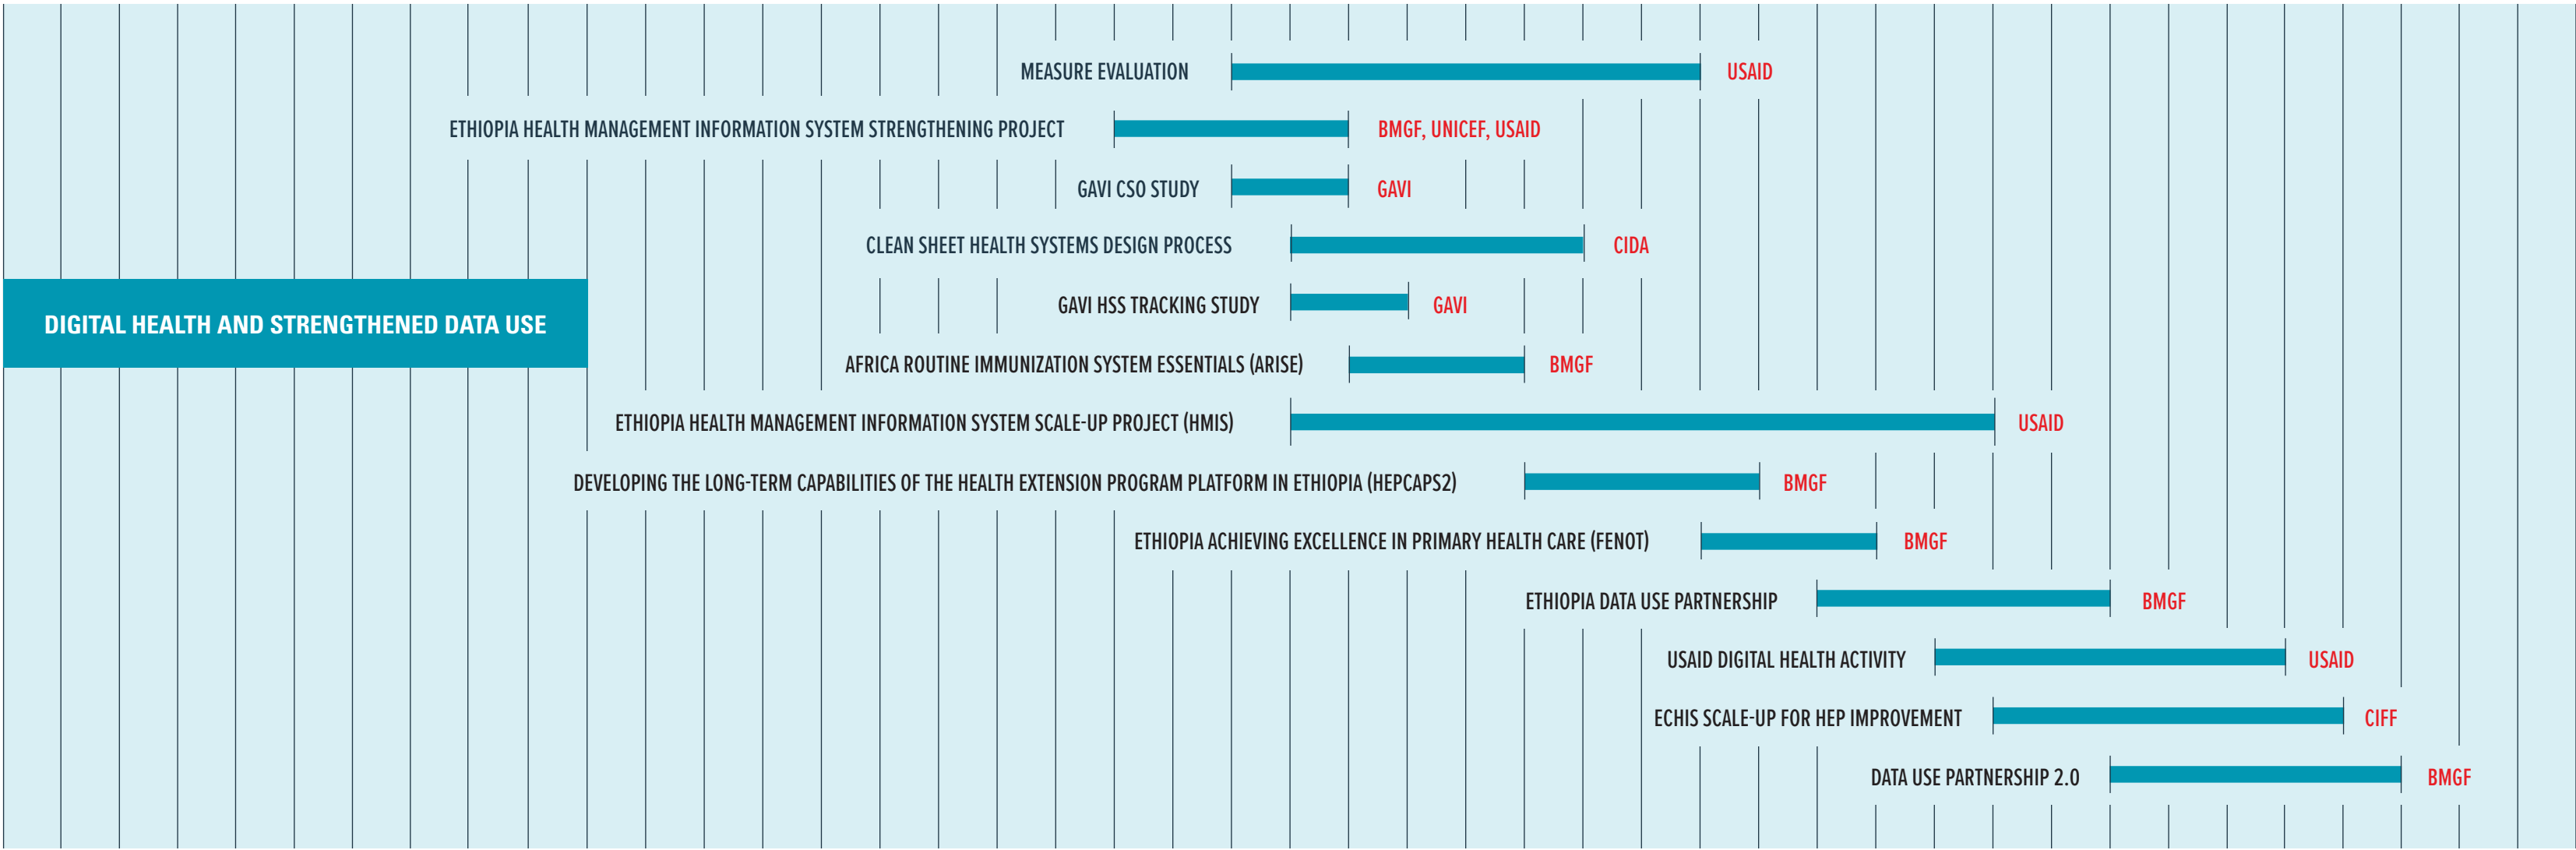 MEASURE EVALUATION USAID
ETHIOPIA HEALTH MANAGEMENT INFORMATION SYSTEM STRENGTHENING PROJECT BMGF, UNICEF, USAID
GAVI CSO STUDY GAVI
CLEAN SHEET HEALTH SYSTEMS DESIGN PROCESS CIDA
GAVI HSS TRACKING STUDY GAVI
DIGITAL HEALTH AND STRENGTHENED DATA USE
AFRICA ROUTINE IMMUNIZATION SYSTEM ESSENTIALS (ARISE) BMGF
ETHIOPIA HEALTH MANAGEMENT INFORMATION SYSTEM SCALE-UP PROJECT (HMIS) USAID
DEVELOPING THE LONG-TERM CAPABILITIES OF THE HEALTH EXTENSION PROGRAM PLATFORM IN ETHIOPIA (HEPCAPS2) BMGF
ETHIOPIA ACHIEVING EXCELLENCE IN PRIMARY HEALTH CARE (FENOT) BMGF
ETHIOPIA DATA USE PARTNERSHIP BMGF
USAID DIGITAL HEALTH ACTIVITY USAID
ECHIS SCALE-UP FOR HEP IMPROVEMENT CIFF
DATA USE PARTNERSHIP 2.0 BMGF